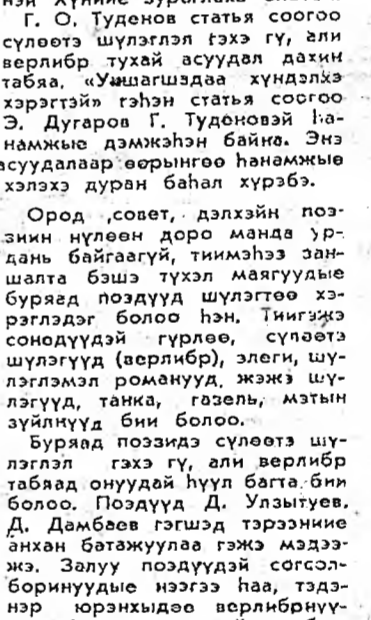 Г. О. Туденов статья соогоо
сүлөөтэ шүлэглэл гэхэ гү, али
верлибр тухай асуудал дахин
табяа. «Уншагшадаа хүндэлхэ
хэрэгтэй» гэһэн статья соогоо
Э. Дугаров Г. Туденовэй һа-
намжые дэмжэһэн байна. Энэ
асуудалаар өөрынгөө һанамжые
хэлэхэ дуран баһал хүрэбэ.
Ород ,совет, дэлхэйн поэ-
зиин нүлөөн доро манда ур-
дань байгаагүй, тиимэһээ зан-
шалта бэшэ түхэл маягуудые
буряад поэдүүд шүлэгтөө хэ-
рэглэдэг болоо һэн. Тиигэжэ
сонодүүдэй гүрлөө, сүлөөтэ
шүлэгүүд (верлибр), элеги, шү-
лэглэмэл романууд, жэжэ шү-
лэгүүд, танка, газель, мэтын
зүйлнүүд бии болоо.
Буряад поэзидэ сүлөөтэ шү-
лэглэл гэхэ гү, али верлибр
табяад онуудай һүүл багта бии
болоо. Поэдүүд Д. Улзытуев,
Д. Дамбаев гэгшэд тэрээниие
анхан батажуулаа гэжэ мэдээ-
жэ. Залуу поэдүүдэй согсол-
боринуудые нээгээ һаа, тэдэ-
нэр юрэнхыдөө верлибрнүү-